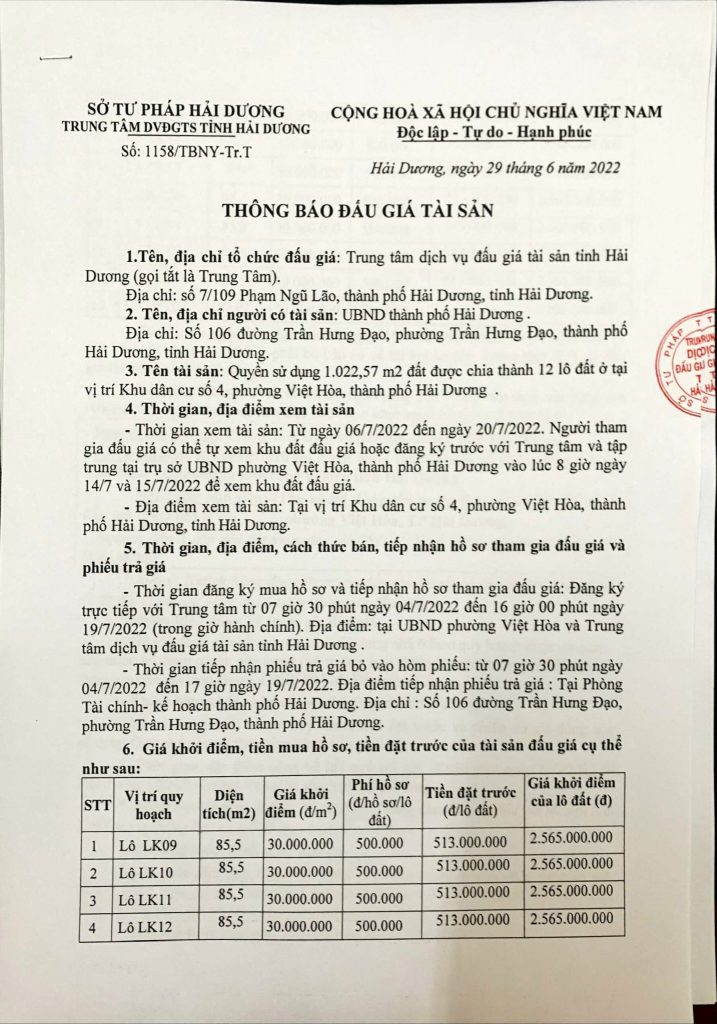 SỞ TƯ PHÁP HẢI DƯƠNG
TRUNG TÂM DVĐGTS TỈNH HẢI DƯƠNG
Số: 1158/TBNY-Tr.T
CỘNG HOÀ XÃ HỘI CHỦ NGHĨA VIỆT NAM
Độc lập - Tự do - Hạnh phúc
Hải Dương, ngày 29 tháng 6 năm 2022
THÔNG BÁO ĐẤU GIÁ TÀI SẢN
1.Tên, địa chỉ tổ chức đấu giá: Trung tâm dịch vụ đấu giá tài sản tỉnh Hải
Dương (gọi tắt là Trung Tâm).
Địa chỉ: số 7/109 Phạm Ngũ Lão, thành phố Hải Dương, tỉnh Hải Dương.
2. Tên, địa chỉ người có tài sản: UBND thành phố Hải Dương .
Địa chỉ: Số 106 đường Trần Hưng Đạo, phường Trần Hưng Đạo, thành phố
Hải Dương, tỉnh Hải Dương.
3. Tên tài sản: Quyền sử dụng 1.022,57 m2 đất được chia thành 12 lô đất ở tại
vị trí Khu dân cư số 4, phường Việt Hòa, thành phố Hải Dương .
4. Thời gian, địa điểm xem tài sản
- Thời gian xem tài sản: Từ ngày 06/7/2022 đến ngày 20/7/2022. Người tham
gia đấu giá có thể tự xem khu đất đấu giá hoặc đăng ký trước với Trung tâm và tập
trung tại trụ sở UBND phường Việt Hòa, thành phố Hải Dương vào lúc 8 giờ ngày
14/7 và 15/7/2022 để xem khu đất đấu giá.
- Địa điểm xem tài sản: Tại vị trí Khu dân cư số 4, phường Việt Hòa, thành
phố Hải Dương, tỉnh Hải Dương.
5. Thời gian, địa điểm, cách thức bán, tiếp nhận hồ sơ tham gia đấu giá và
phiếu trả giá
- Thời gian đăng ký mua hồ sơ và tiếp nhận hồ sơ tham gia đấu giá: Đăng ký
trực tiếp với Trung tâm từ 07 giờ 30 phút ngày 04/7/2022 đến 16 giờ 00 phút ngày
19/7/2022 (trong giờ hành chính). Địa điểm: tại UBND phường Việt Hòa và Trung
tâm dịch vụ đấu giá tài sản tỉnh Hải Dương .
- Thời gian tiếp nhận phiếu trả giá bỏ vào hòm phiếu: từ 07 giờ 30 phút ngày
04/7/2022 đến 17 giờ ngày 19/7/2022. Địa điểm tiếp nhận phiếu trả giá : Tại Phòng
Tài chính- kế hoạch thành phố Hải Dương. Địa chỉ : Số 106 đường Trần Hưng Đạo,
phường Trần Hưng Đạo, thành phố Hải Dương.
6. Giá khởi điểm, tiền mua hồ sơ, tiền đặt trước của tài sản đấu giá cụ thể
như sau:
STT Vị trí quy hoạch Diện tích(m2) Giá khởi điểm (đ/m²) Phí hồ sơ (đ/hồ sơ/lô đất) Tiền đặt trước (đ/lô đất) Giá khởi điểm của lô đất (đ)
1 Lô LK09 85,5 30.000.000 500.000 513.000.000 2.565.000.000
2 Lô LK10 85,5 30.000.000 500.000 513.000.000 2.565.000.000
3 Lô LK11 85,5 30.000.000 500.000 513.000.000 2.565.000.000
4 Lô LK12 85,5 30.000.000 500.000 513.000.000 2.565.000.000